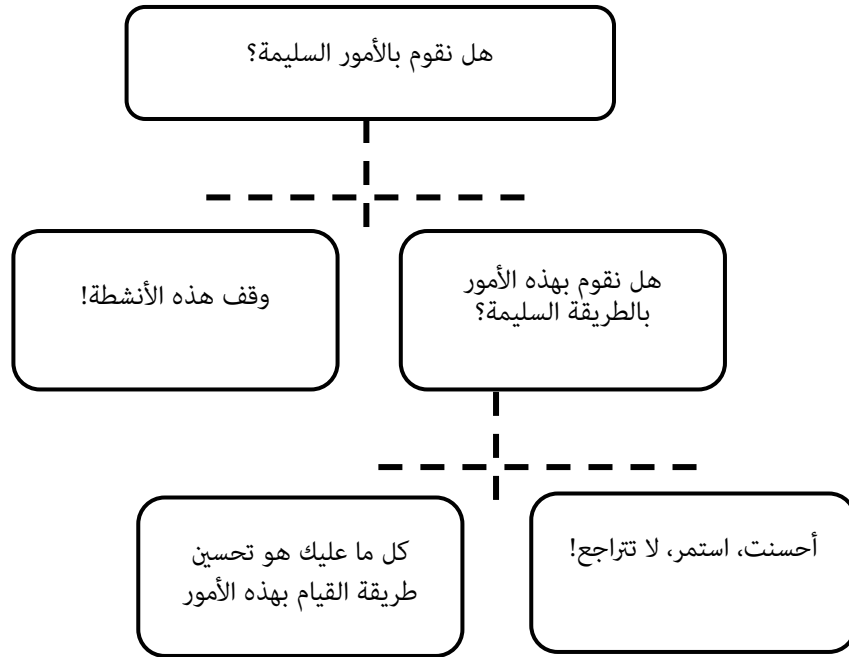 هل نقوم بالأمور السليمة؟
هل نقوم بهذه الأمور
بالطريقة السليمة؟
وقف هذه الأنشطة!
أحسنت، استمر، لا تتراجع!
كل ما عليك هو تحسين
طريقة القيام بهذه الأمور